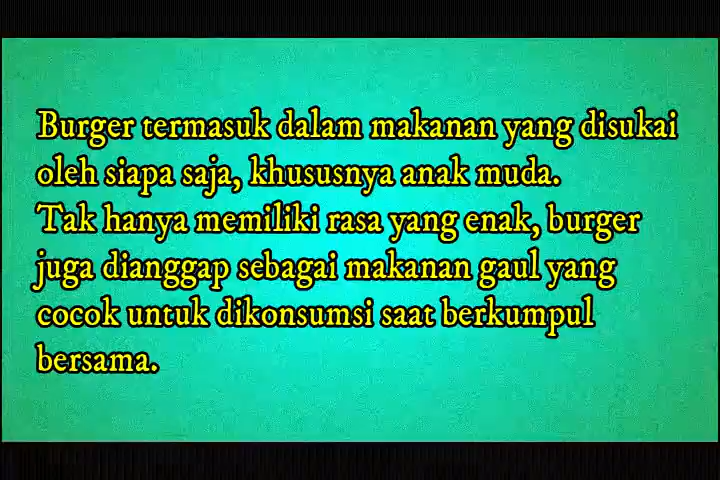 Burger termasuk dalam makanan yang disukai
oleh siapa saja, khususnya anak muda.
Tak hanya memiliki rasa yang enak, burger
juga dianggap sebagai makanan gaul yang
cocok untuk dikonsumsi saat berkumpul
bersama.